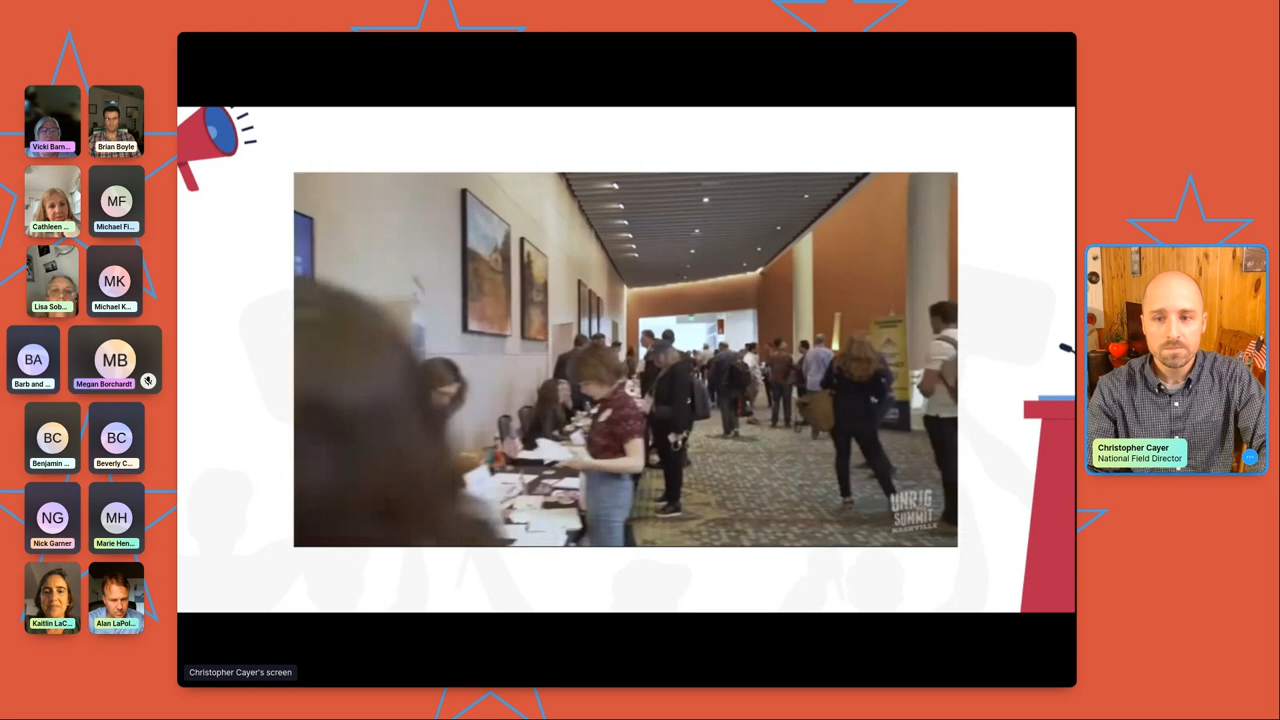 Vicki Barn...
Brian Boyle
Cathleen ...
MF
Michael Fi...
Lisa Sob...
MK
Michael K...
BA
Barb and ...
MB
Megan Borchardt
BC
Benjamin ...
BC
Beverly C...
NG
Nick Garner
MH
Marie Hen...
Kaitlin LaC...
Alan LaPol...
UNRIG
SUMMIT
NASHVILLE
Christopher Cayer's screen
Christopher Cayer
National Field Director